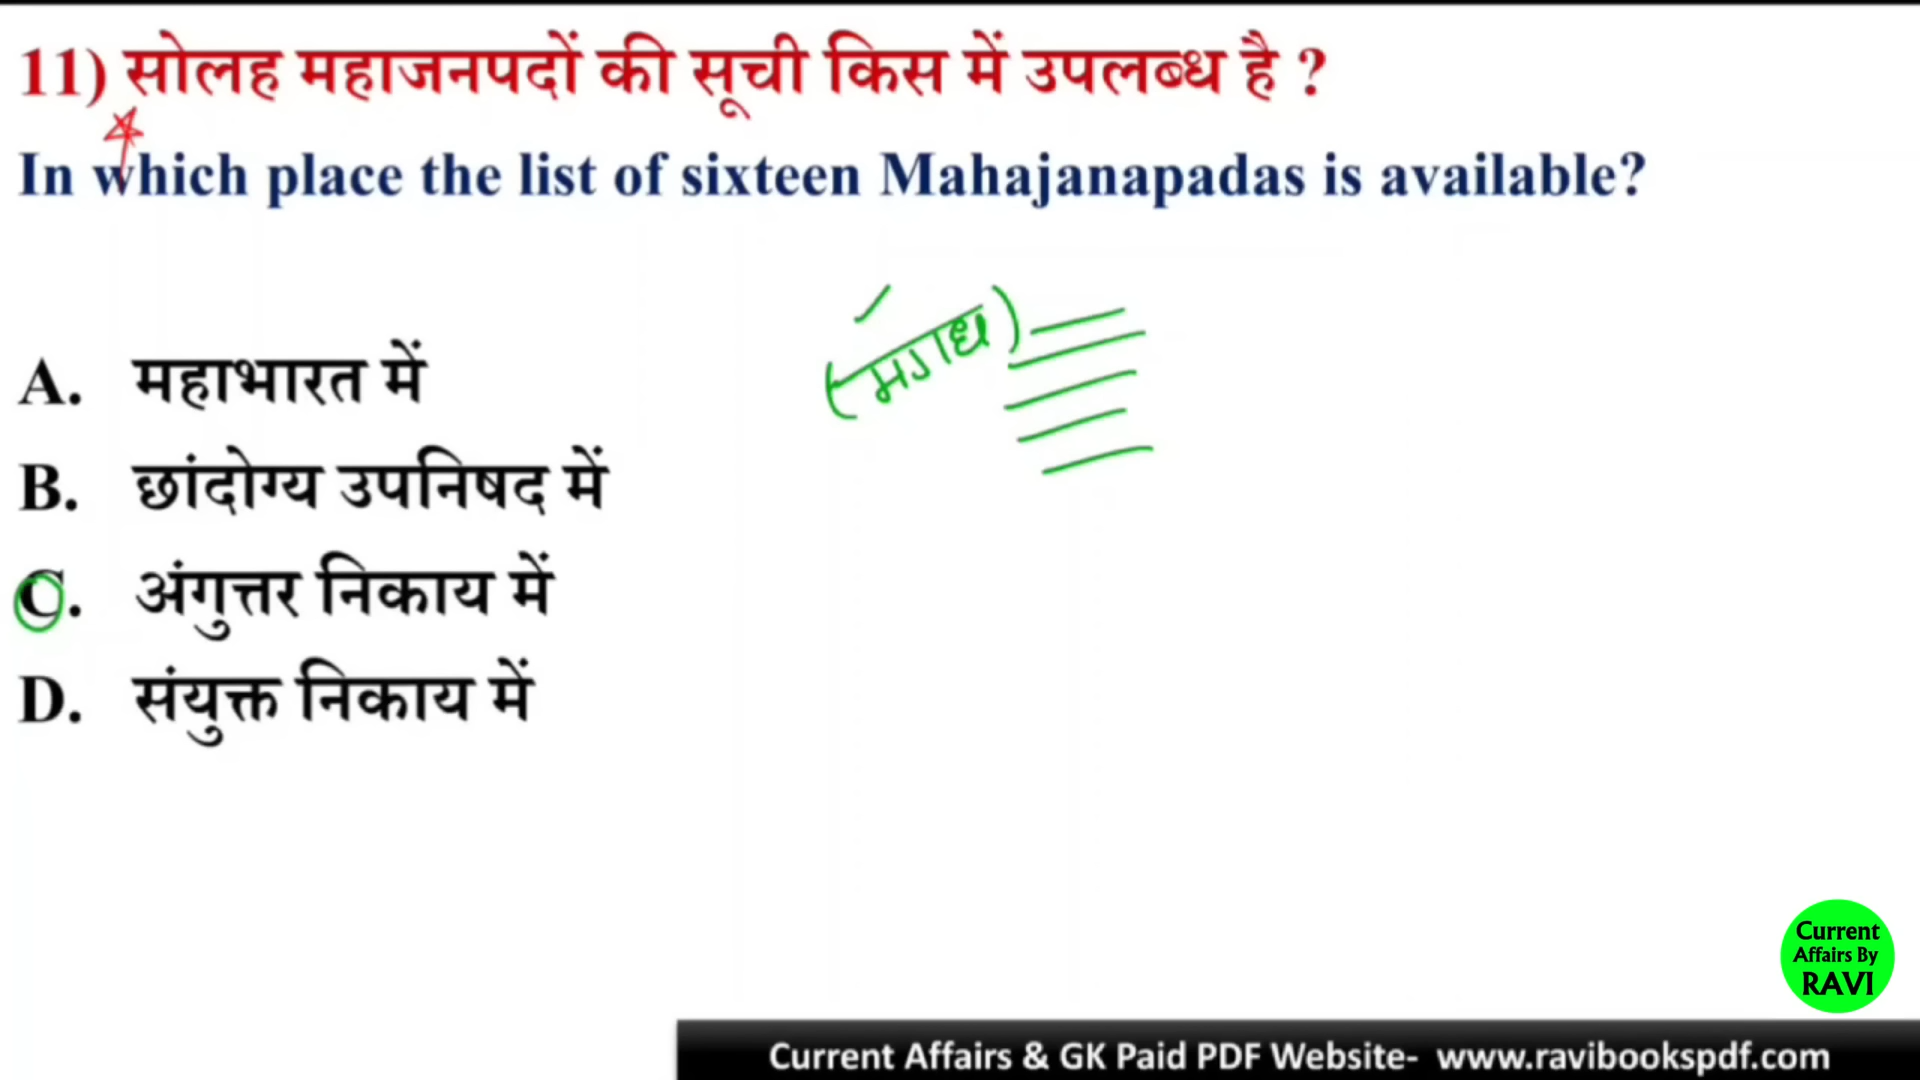 11) सोलह महाजनपदों की सूची किस में उपलब्ध है ?
In which place the list of sixteen Mahajanapadas is available?
(मगध)
A. महाभारत में
B. छांदोग्य उपनिषद में
C. अंगुत्तर निकाय में
D. संयुक्त निकाय में
Current
Affairs By
RAVI
Current Affairs & GK Paid PDF Website- www.ravibookspdf.com